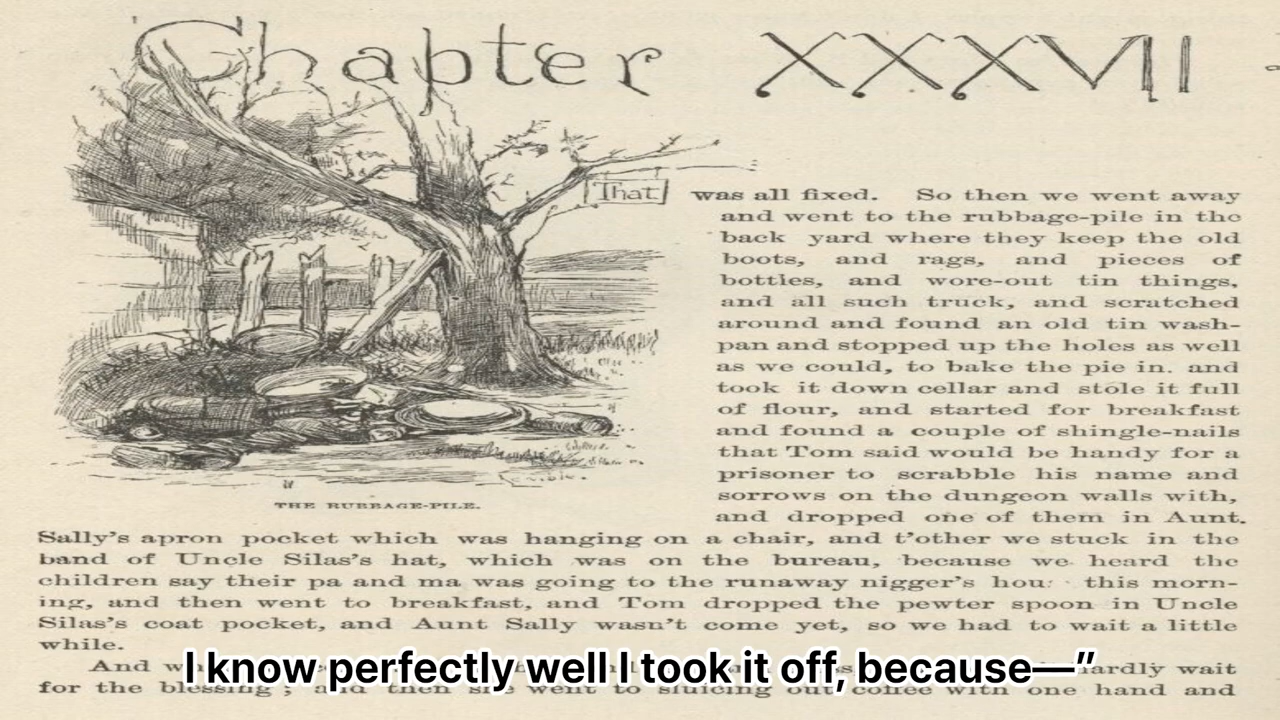 Chapter XXXVII
That was all fixed. So then we went away
and went to the rubbage-pile in the
back yard where they keep the old
boots, and rags, and pieces of
bottles, and wore-out tin things,
and all such truck, and scratched
around and found an old tin wash-
pan and stopped up the holes as well
as we could, to bake the pie in. and
took it down cellar and stole it full
of flour, and started for breakfast
and found a couple of shingle-nails
that Tom said would be handy for a
prisoner to scrabble his name and
sorrows on the dungeon walls with,
and dropped one of them in Aunt.
THE RUBBAGE-PILE.
Sally's apron pocket which was hanging on a chair, and t'other we stuck in the
band of Uncle Silas's hat, which was on the bureau, because we heard the
children say their pa and ma was going to the runaway nigger's this morn-
ing, and then went to breakfast, and Tom dropped the pewter spoon in Uncle
Silas's coat pocket, and Aunt Sally wasn't come yet, so we had to wait a little
while.
And hardly wait
for the blessing; and then she went to sluicing out coffee with one hand and
I know perfectly well I took it off, because—”